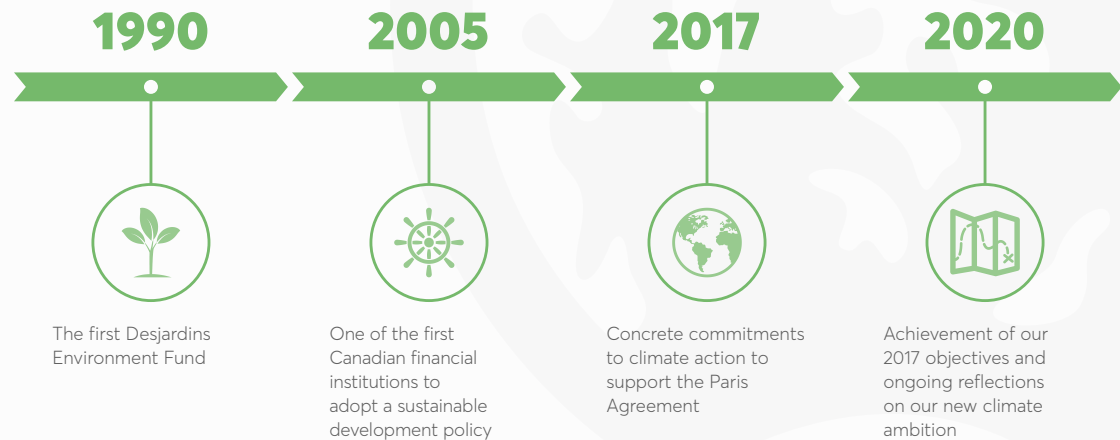 1990
2005
2017
2020
The first Desjardins
Environment Fund
One of the first
Canadian financial
institutions to
adopt a sustainable
development policy
Concrete commitments
to climate action to
support the Paris
Agreement
Achievement of our
2017 objectives and
ongoing reflections
on our new climate
ambition